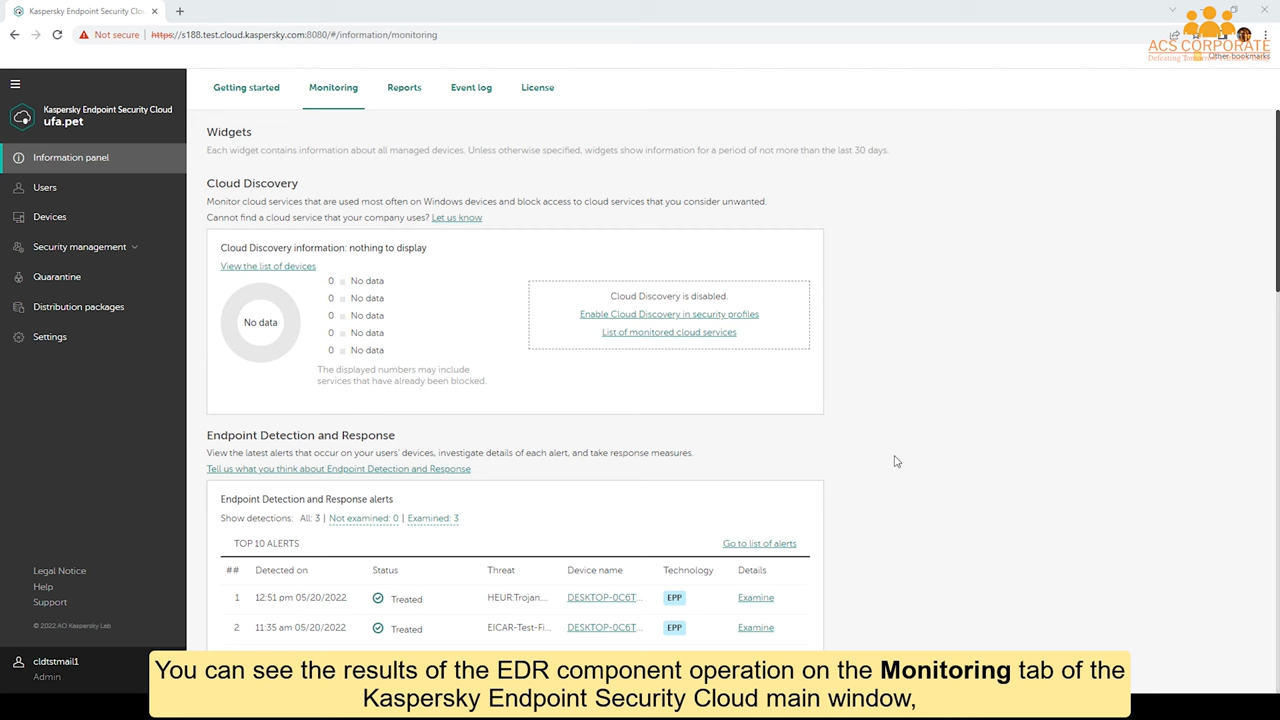 Kaspersky Endpoint Security Clou
Not secure
https://s188.test.cloud.kaspersky.com:8080/#/information/monitoring
ACS CORPORATE
Other bookmarks
Kaspersky Endpoint Security Cloud
ufa.pet
Information panel
Users
Devices
Security management
Quarantine
Distribution packages
Settings
Legal Notice
Help
Support
© 2022 AO Kaspersky Lab
cldtstmail1
Admin
Getting started Monitoring Reports Event log License
Widgets
Each widget contains information about all managed devices. Unless otherwise specified, widgets show information for a period of not more than the last 30 days.
Cloud Discovery
Monitor cloud services that are used most often on Windows devices and block access to cloud services that you consider unwanted.
Cannot find a cloud service that your company uses? Let us know
Cloud Discovery information: nothing to display
View the list of devices
No data
0 No data
0 No data
0 No data
0 No data
0 No data
The displayed numbers may include
services that have already been blocked.
Cloud Discovery is disabled.
Enable Cloud Discovery in security profiles
List of monitored cloud services
Endpoint Detection and Response
View the latest alerts that occur on your users' devices, investigate details of each alert, and take response measures.
Tell us what you think about Endpoint Detection and Response
Endpoint Detection and Response alerts
Show detections: All: 3 | Not examined: 0 | Examined: 3
TOP 10 ALERTS Go to list of alerts
## Detected on Status Threat Device name Technology Details
1 12:51 pm 05/20/2022 Treated HEUR:Trojan... DESKTOP-0C6T... EPP Examine
2 11:35 am 05/20/2022 Treated EICAR-Test-Fi... DESKTOP-0C6T... EPP Examine
You can see the results of the EDR component operation on the Monitoring tab of the
Kaspersky Endpoint Security Cloud main window,